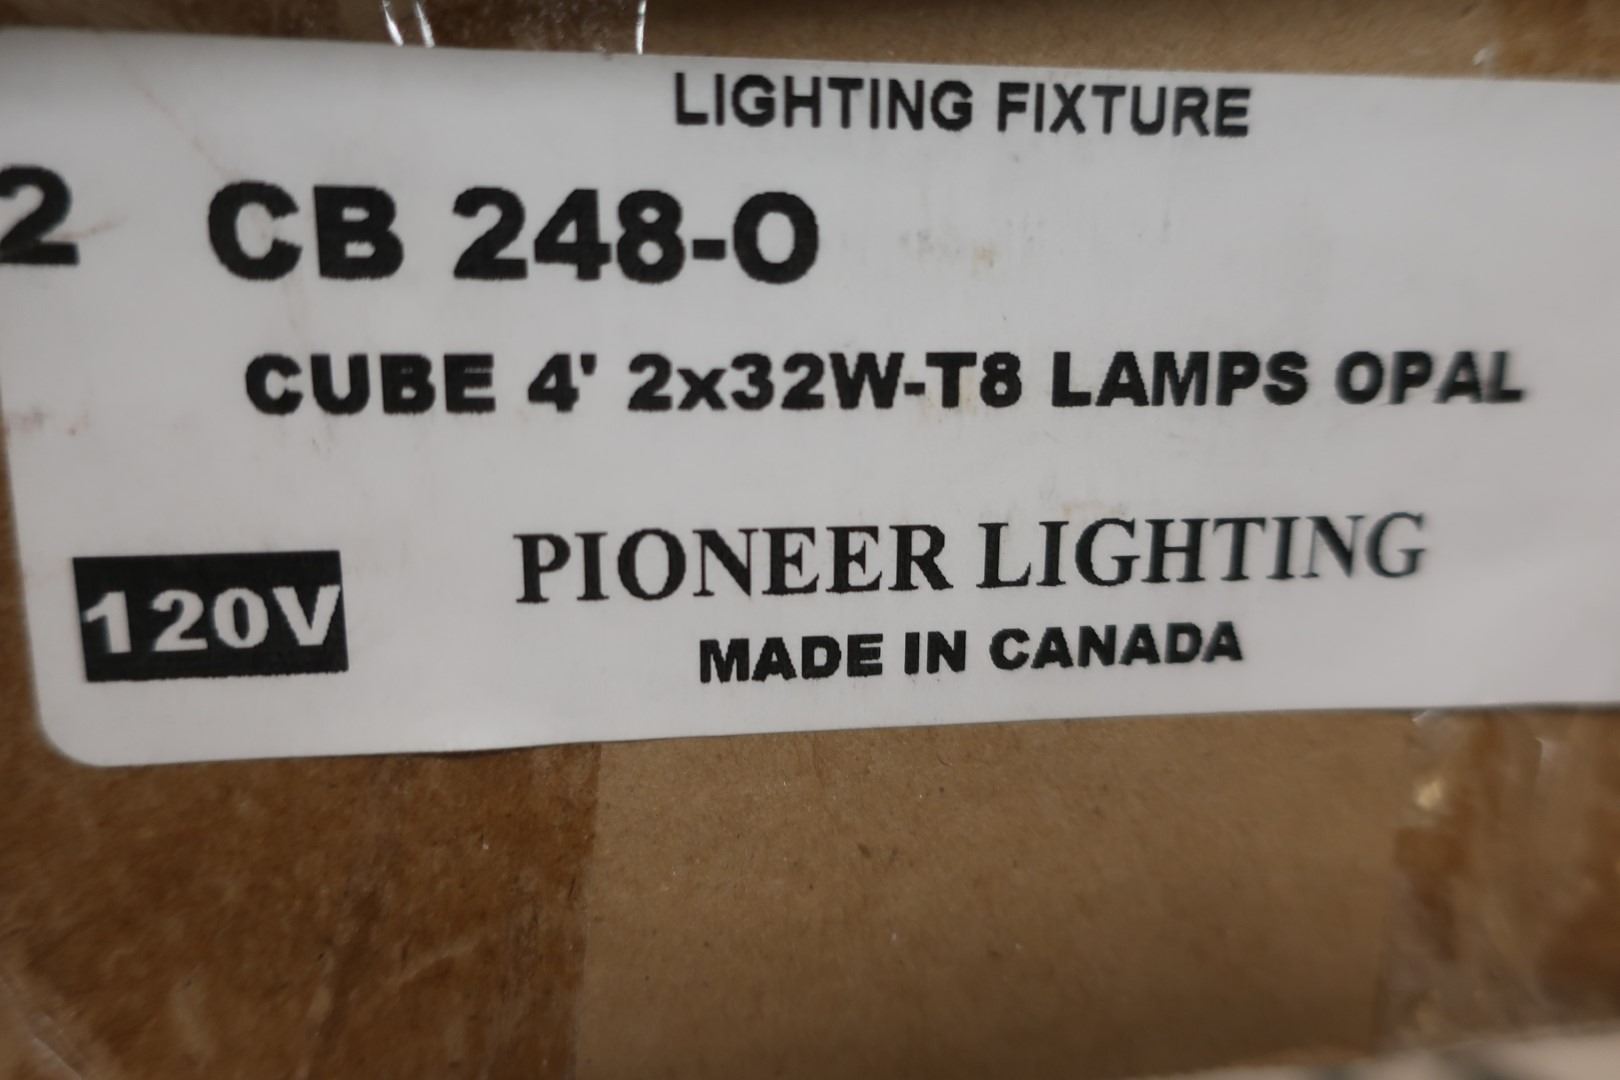 LIGHTING FIXTURE
2 CB 248-O
CUBE 4' 2x32W-T8 LAMPS OPAL
120V
PIONEER LIGHTING
MADE IN CANADA